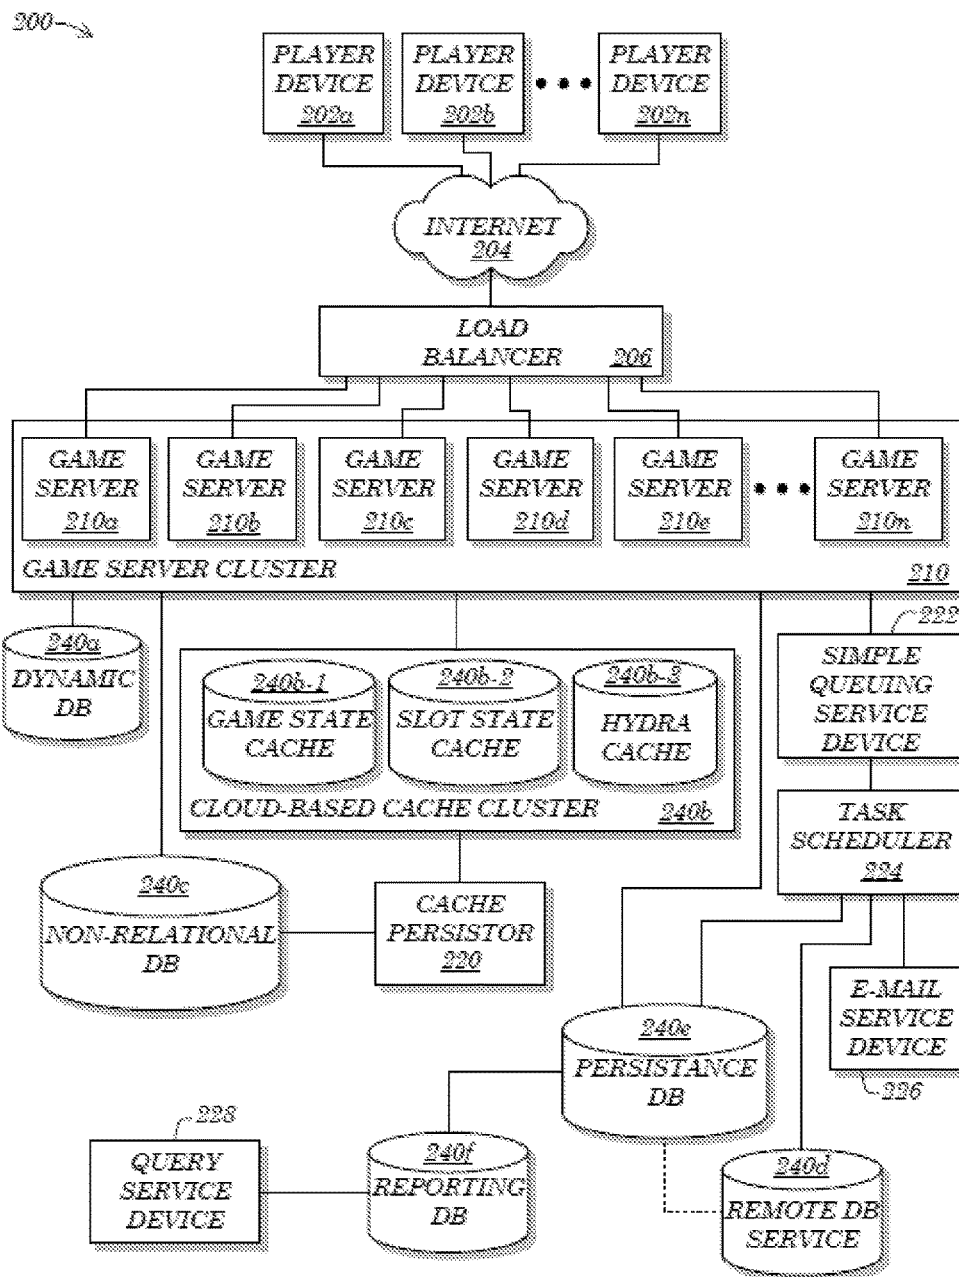 200
PLAYER
DEVICE
202a
PLAYER
DEVICE
202b
PLAYER
DEVICE
202n
INTERNET
204
LOAD
BALANCER
206
GAME
SERVER
210a
GAME
SERVER
210b
GAME
SERVER
210c
GAME
SERVER
210d
GAME
SERVER
210e
GAME
SERVER
210n
GAME SERVER CLUSTER
210
240a
DYNAMIC
DB
240b-1
GAME STATE
CACHE
240b-2
SLOT STATE
CACHE
240b-3
HYDRA
CACHE
CLOUD-BASED CACHE CLUSTER
240b
222
SIMPLE
QUEUING
SERVICE
DEVICE
TASK
SCHEDULER
224
240c
NON-RELATIONAL
DB
CACHE
PERSISTOR
220
E-MAIL
SERVICE
DEVICE
226
240e
PERSISTANCE
DB
228
QUERY
SERVICE
DEVICE
240f
REPORTING
DB
240d
REMOTE DB
SERVICE